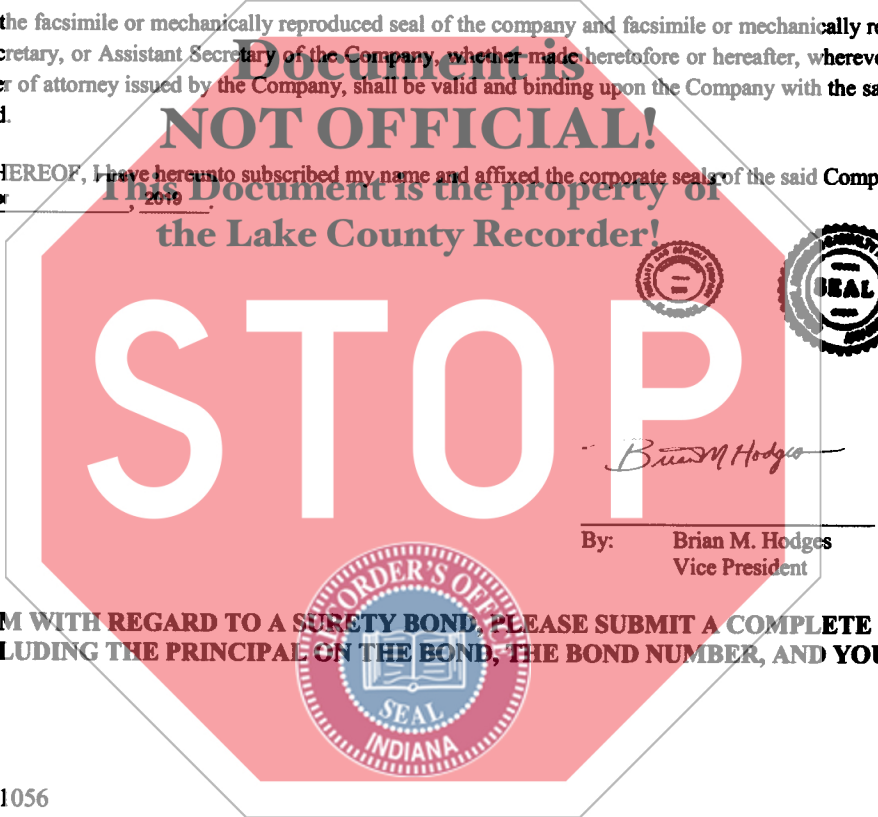 the facsimile or mechanically reproduced seal of the company and facsimile or mechanically re
cretary, or Assistant Secretary of the Company, whether made heretofore or hereafter, whereve
er of attorney issued by the Company, shall be valid and binding upon the Company with the sa
d.
Document is
NOT OFFICIAL!
HEREOF, I have hereunto subscribed my name and affixed the corporate seals of the said Comp
, 2019 .
This Document is the property of
the Lake County Recorder!
SEAL
STOP
Brian M Hodges
By: Brian M. Hodges
Vice President
RECORDER'S OFFICE
M WITH REGARD TO A SURETY BOND, PLEASE SUBMIT A COMPLETE
LUDING THE PRINCIPAL ON THE BOND, THE BOND NUMBER, AND YOU
SEAL
INDIANA
1056